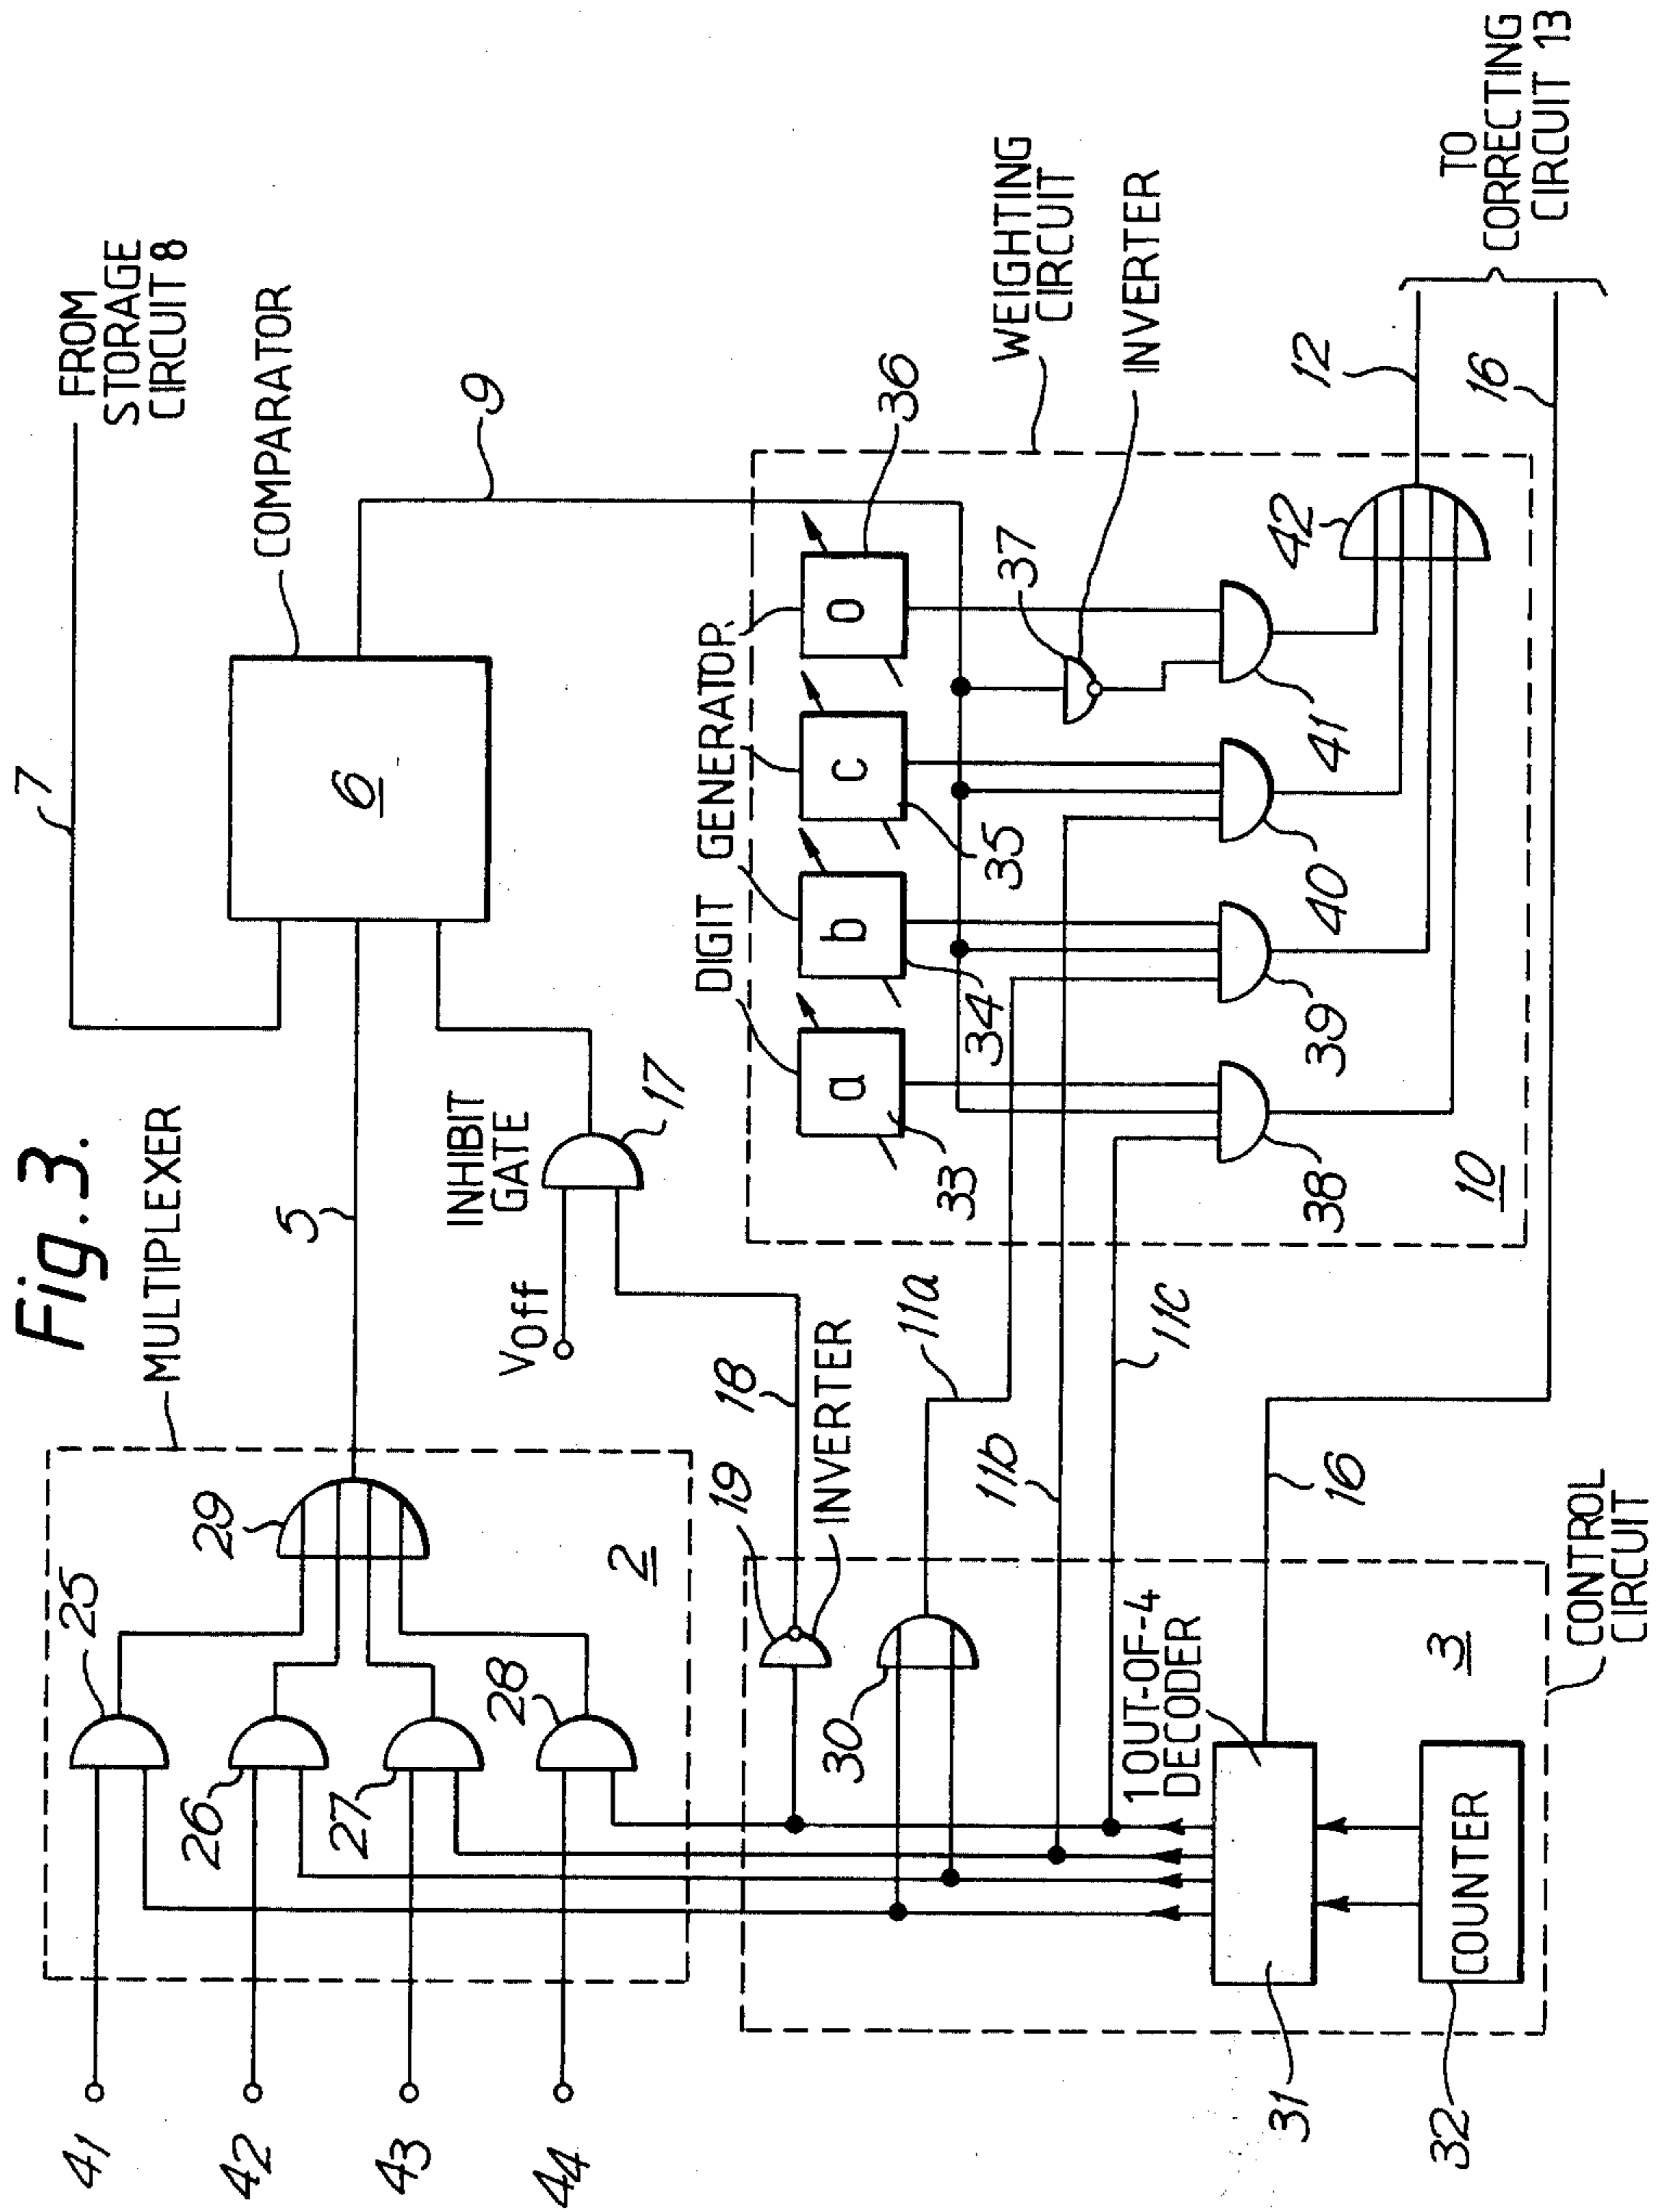 Fig. 3.
MULTIPLEXER
FROM
STORAGE
CIRCUIT 8
7
COMPARATOR
5
6
9
25
29
26
27
28
2
41
42
43
44
INHIBIT
GATE
17
Voff
18
19
INVERTER
11a
11b
11c
30
1 OUT-OF-4
DECODER
3
16
CONTROL
CIRCUIT
31
COUNTER
32
DIGIT GENERATOR
a
b
c
0
33
34
35
36
37
WEIGHTING
CIRCUIT
INVERTER
38
39
40
41
42
10
12
16
TO
CORRECTING
CIRCUIT 13